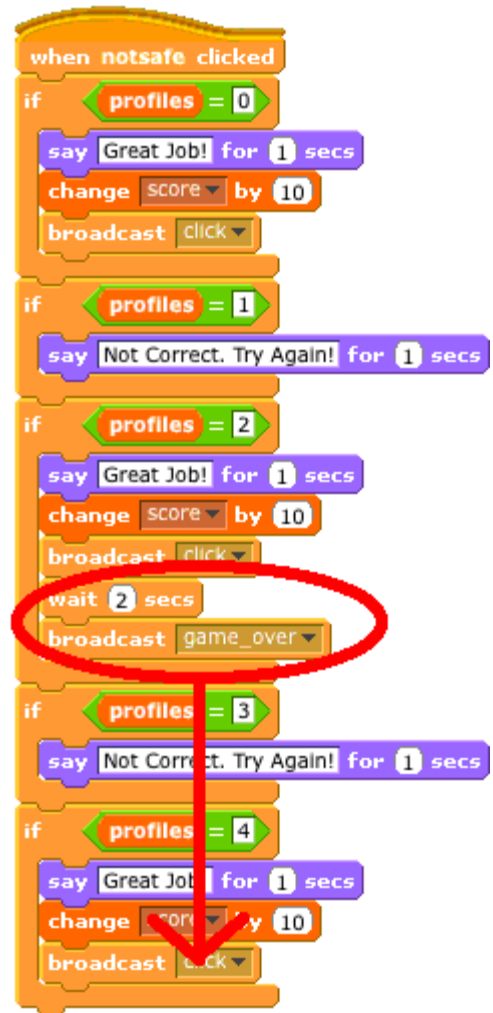 when notsafe clicked
if profiles = 0
say Great Job! for 1 secs
change score by 10
broadcast click
if profiles = 1
say Not Correct. Try Again! for 1 secs
if profiles = 2
say Great Job! for 1 secs
change score by 10
broadcast click
wait 2 secs
broadcast game_over
if profiles = 3
say Not Correct. Try Again! for 1 secs
if profiles = 4
say Great Job! for 1 secs
change score by 10
broadcast click